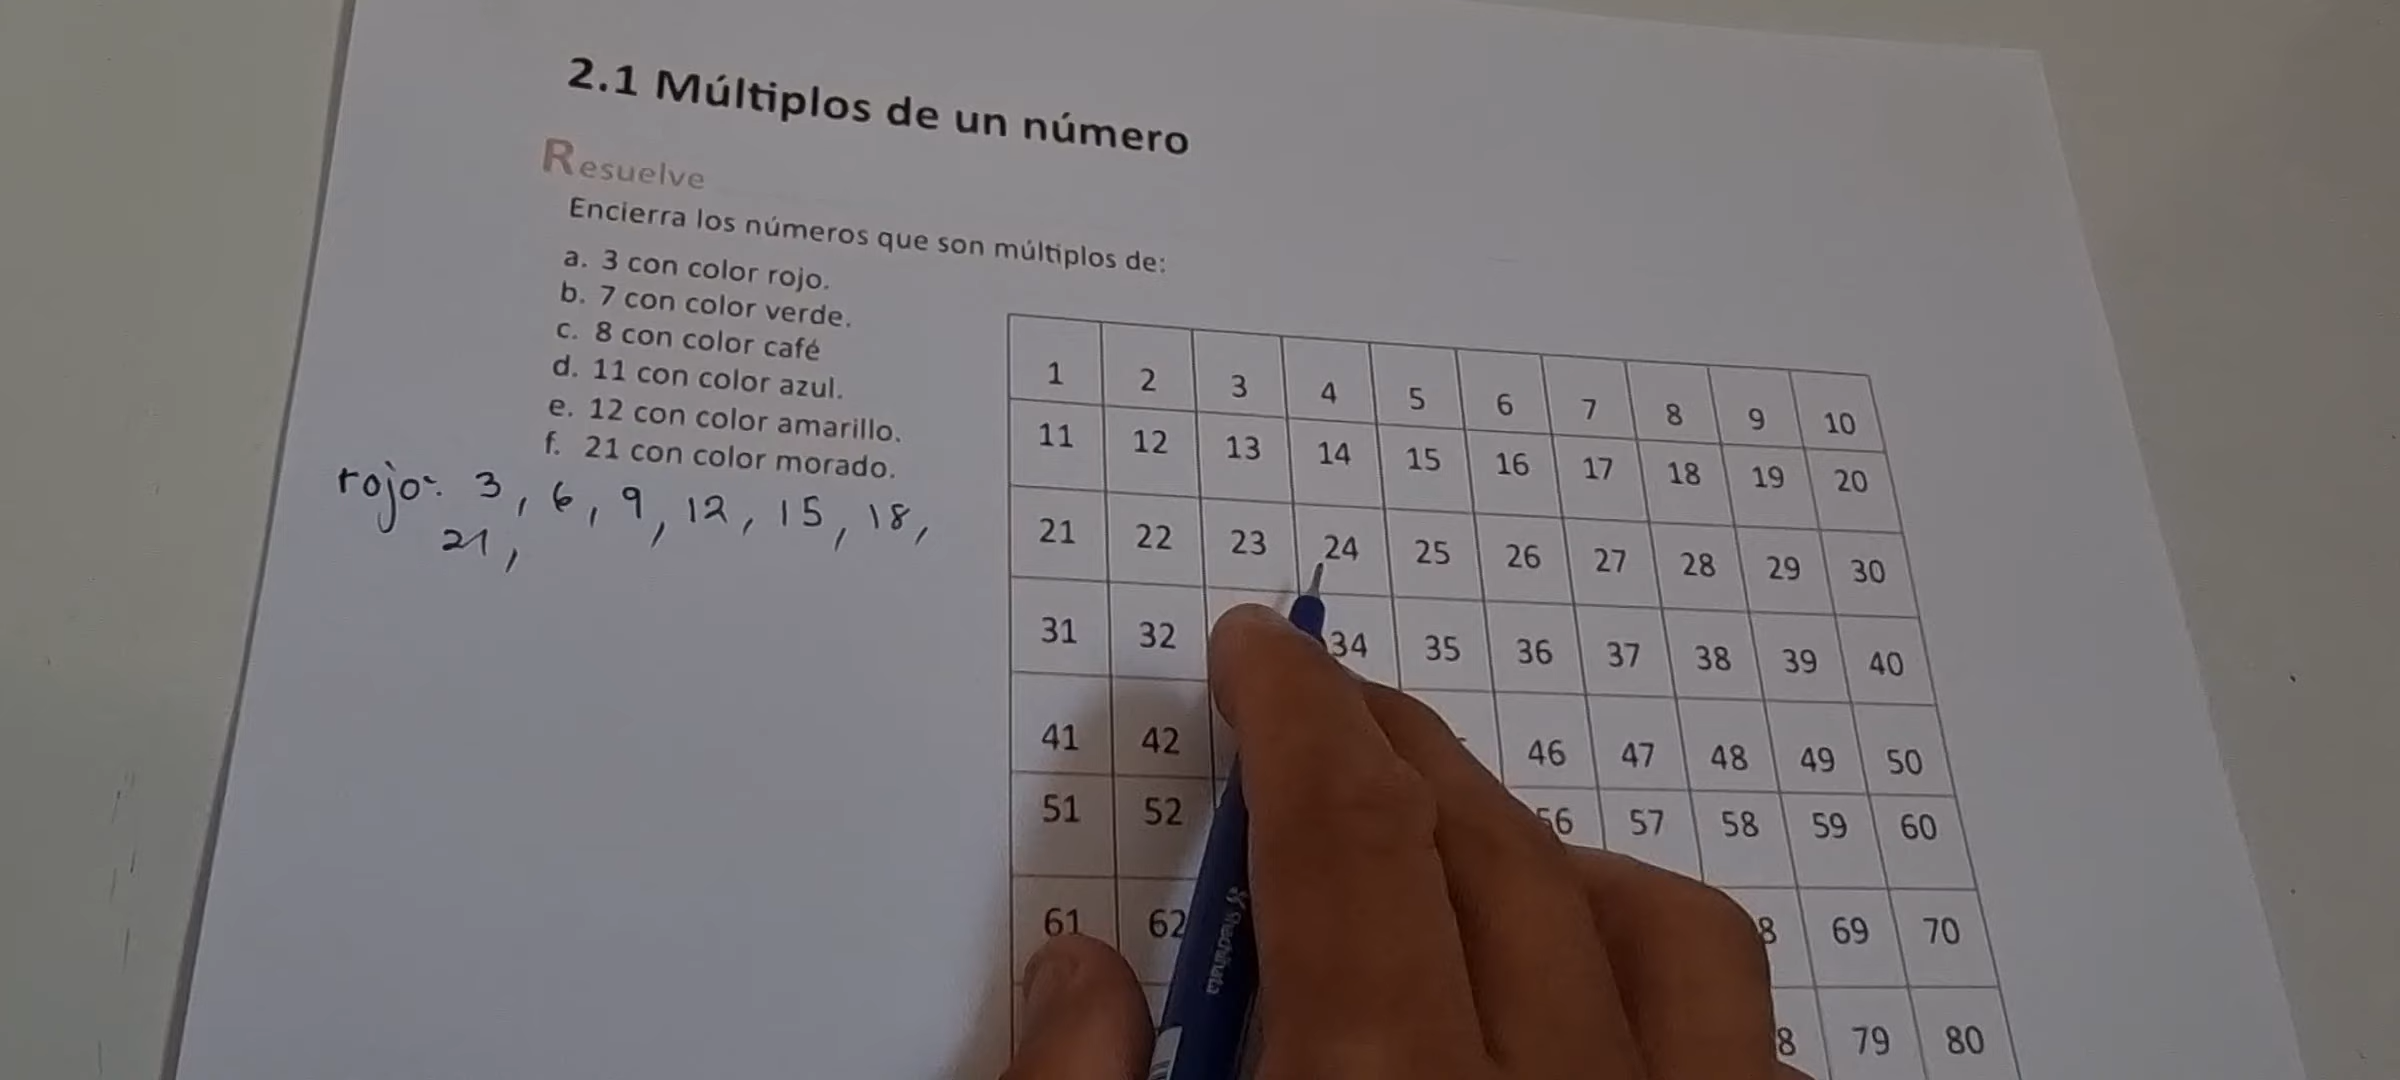 2.1 Múltiplos de un número
Resuelve
Encierra los números que son múltiplos de:
a. 3 con color rojo.
b. 7 con color verde.
c. 8 con color café
d. 11 con color azul.
e. 12 con color amarillo.
f. 21 con color morado.
rojo: 3, 6, 9, 12, 15, 18,
21,
1 2 3 4 5 6 7 8 9 10
11 12 13 14 15 16 17 18 19 20
21 22 23 24 25 26 27 28 29 30
31 32 34 35 36 37 38 39 40
41 42 46 47 48 49 50
51 52 56 57 58 59 60
61 62 8 69 70
8 79 80